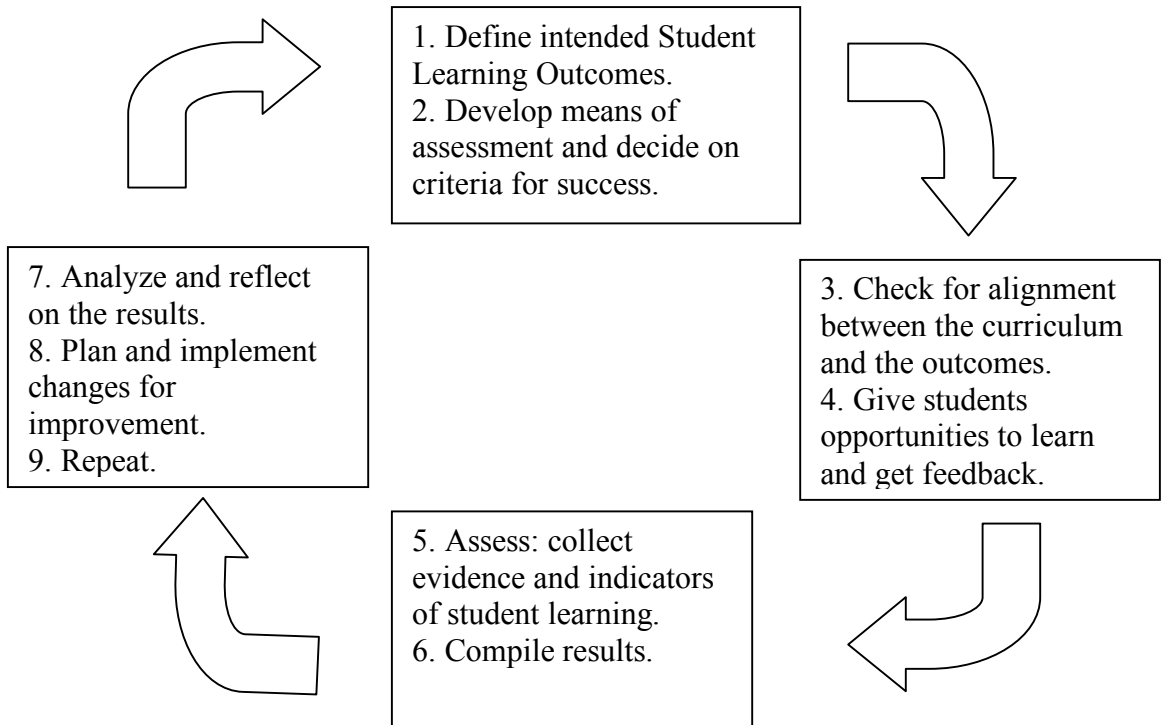 1. Define intended Student
Learning Outcomes.
2. Develop means of
assessment and decide on
criteria for success.
3. Check for alignment
between the curriculum
and the outcomes.
4. Give students
opportunities to learn
and get feedback.
5. Assess: collect
evidence and indicators
of student learning.
6. Compile results.
7. Analyze and reflect
on the results.
8. Plan and implement
changes for
improvement.
9. Repeat.